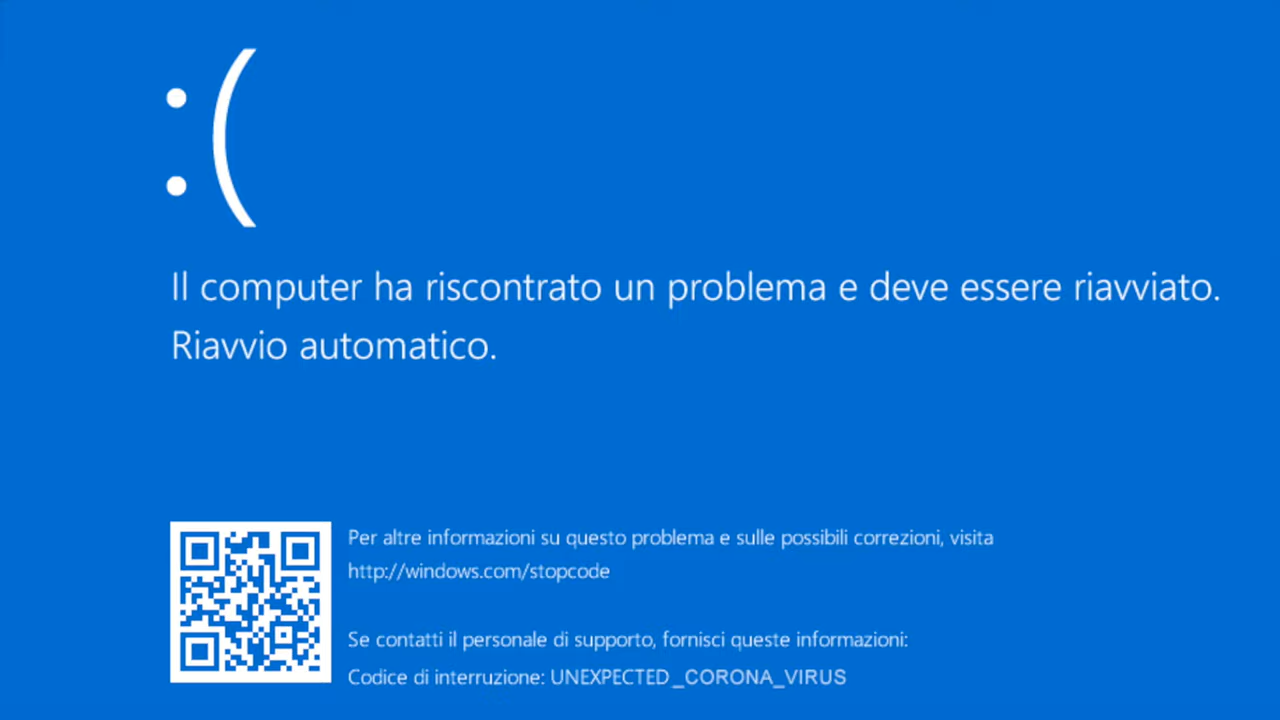 :(
Il computer ha riscontrato un problema e deve essere riavviato.
Riavvio automatico.
Per altre informazioni su questo problema e sulle possibili correzioni, visita
http://windows.com/stopcode
Se contatti il personale di supporto, fornisci queste informazioni:
Codice di interruzione: UNEXPECTED_CORONA_VIRUS